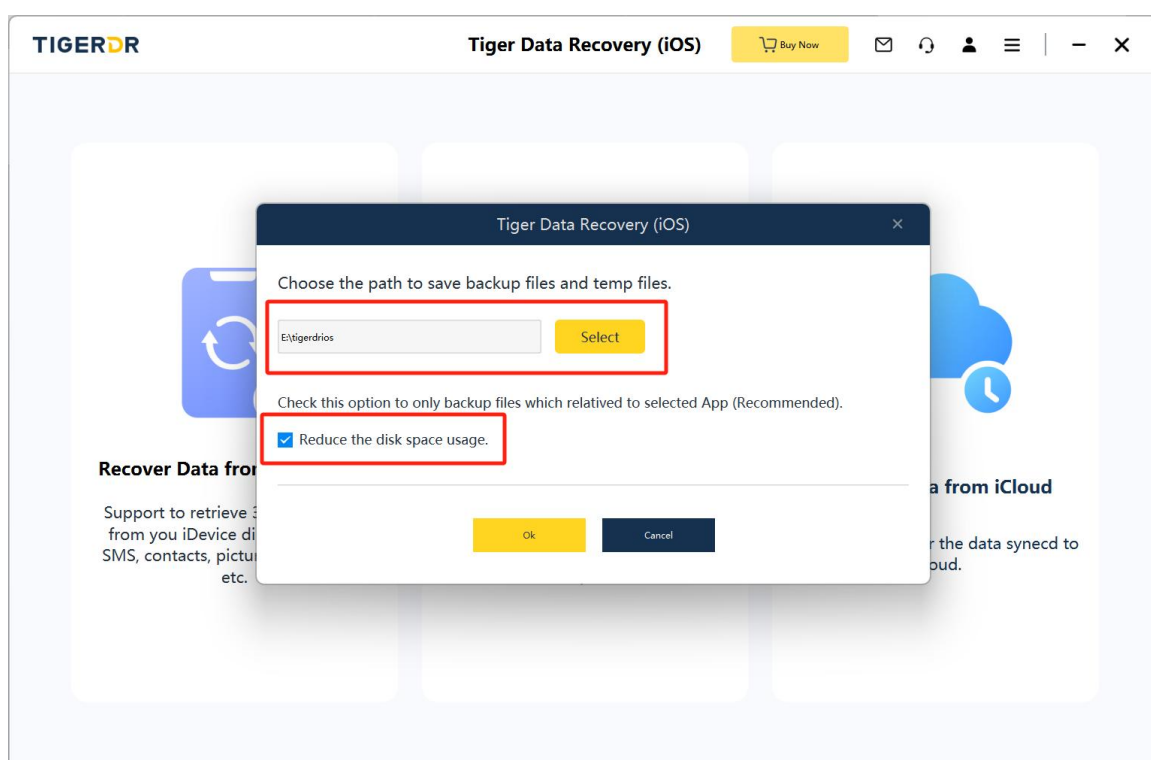 TIGERDR
Tiger Data Recovery (iOS)
Buy Now
Tiger Data Recovery (iOS)
Choose the path to save backup files and temp files.
E:\tigerdrios
Select
Check this option to only backup files which relatived to selected App (Recommended).
Reduce the disk space usage.
Ok
Cancel
Recover Data from
Support to retrieve
from you iDevice di
SMS, contacts, pictu
etc.
a from iCloud
r the data synecd to
oud.